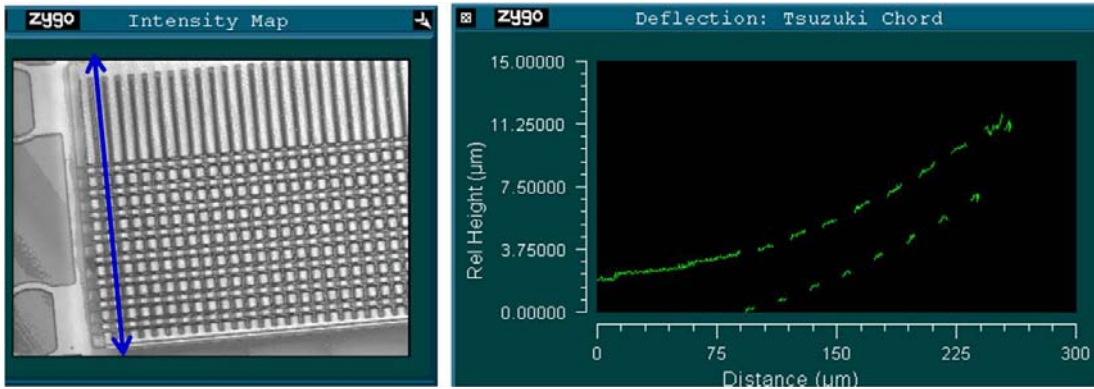 zygo Intensity Map
zygo Deflection: Tsuzuki Chord
Rel Height (µm)
15.00000
11.25000
7.50000
3.75000
0.00000
0 75 150 225 300
Distance (µm)